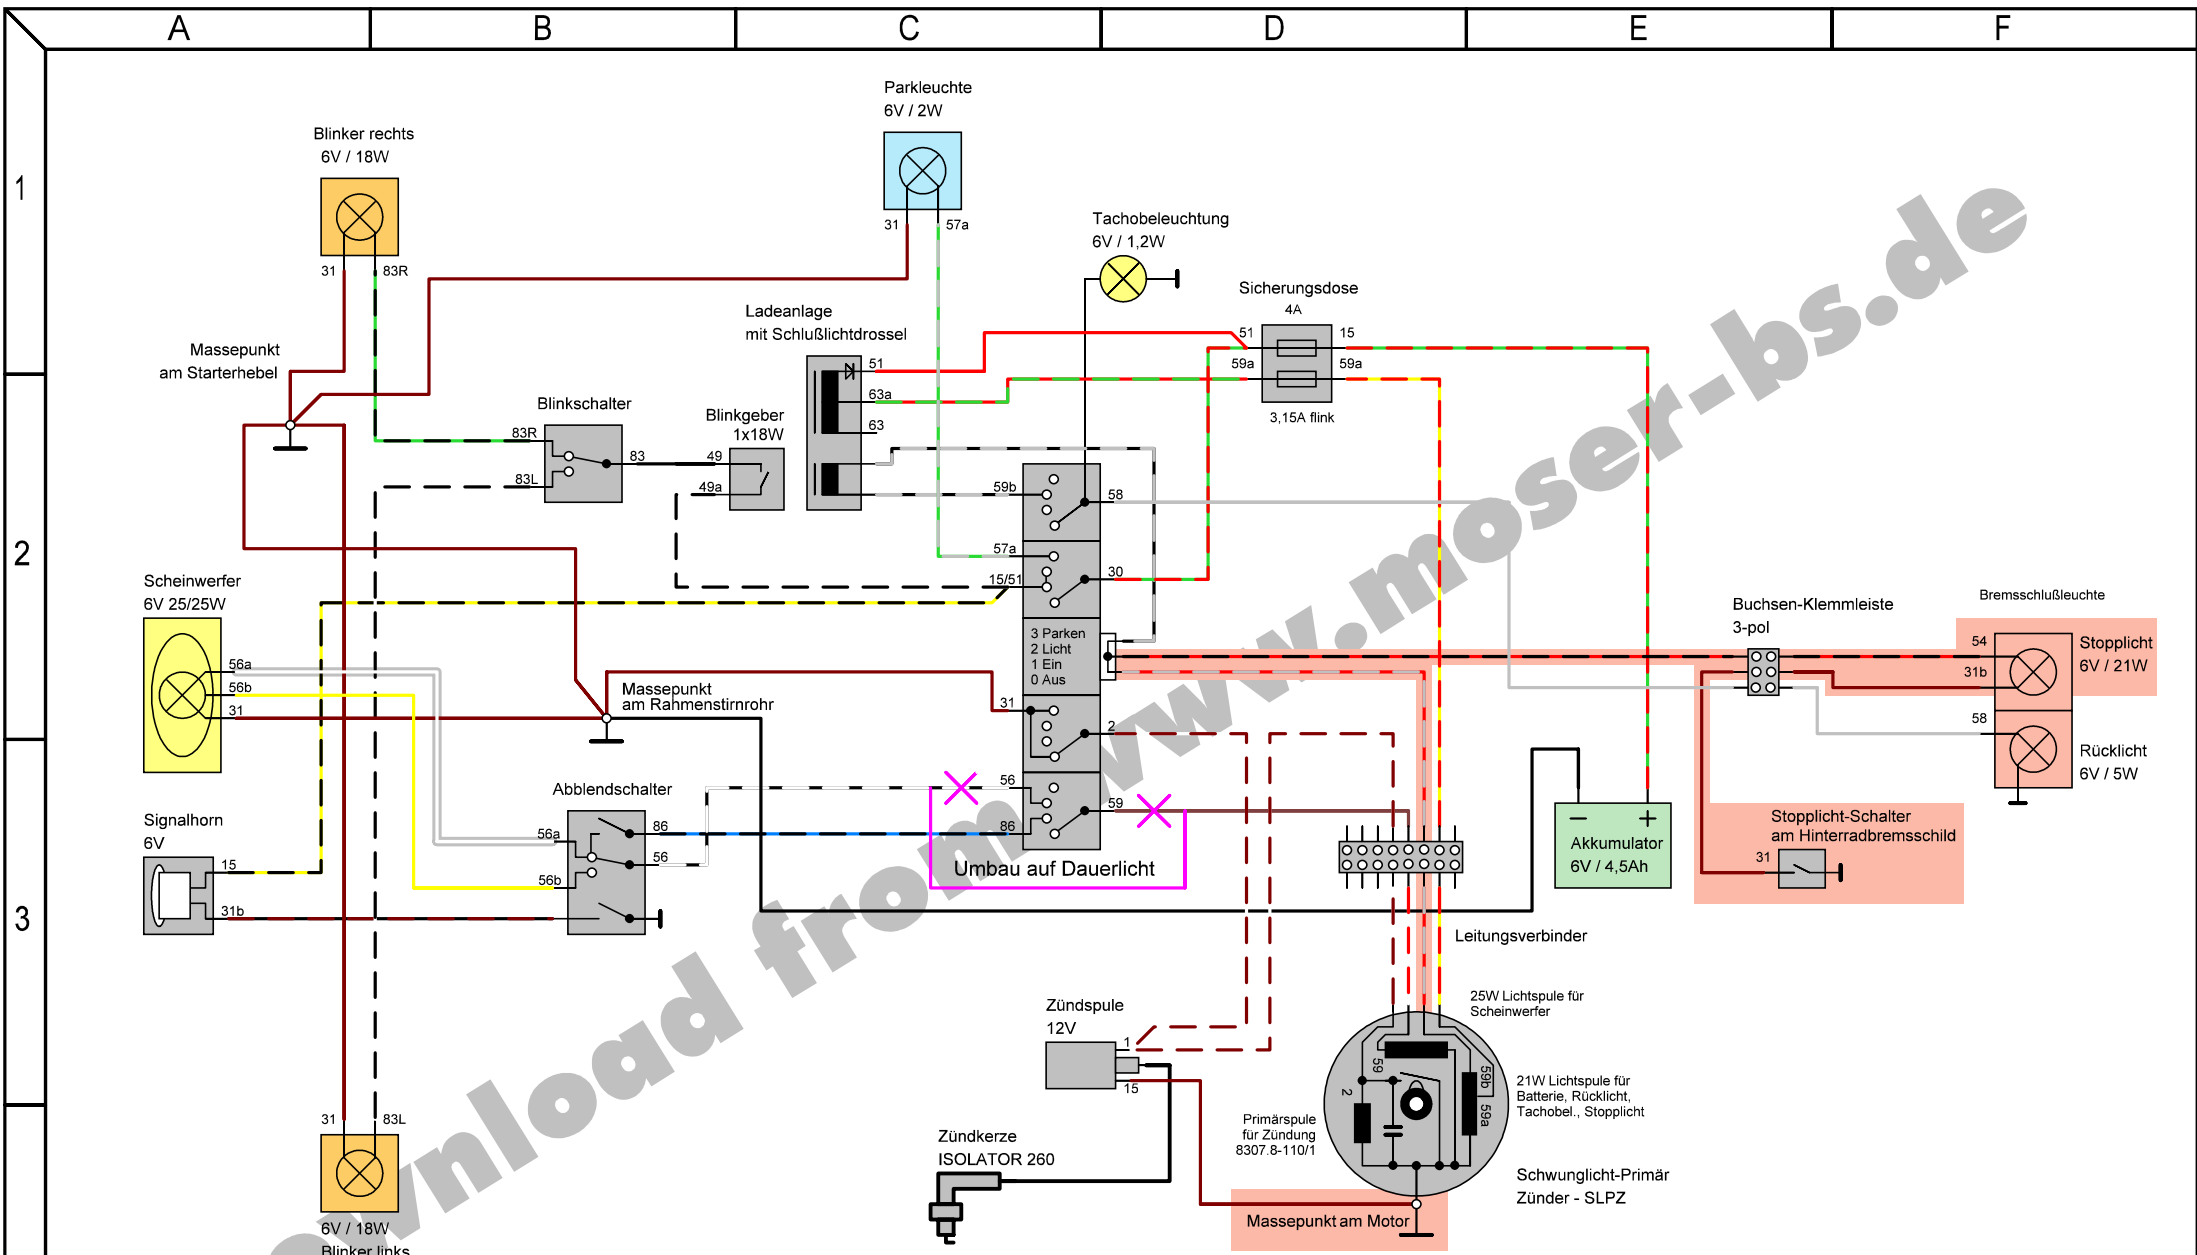 A B C D E F
1
2
3
Parkleuchte
6V / 2W
31 57a
Blinker rechts
6V / 18W
31 83R
Tachobeleuchtung
6V / 1,2W
Sicherungsdose
4A
51 15
59a 59a
3,15A flink
Ladeanlage
mit Schlußlichtdrossel
51
63a
63
Massepunkt
am Starterhebel
Blinkschalter
83R
83L
83
Blinkgeber
1x18W
49
49a
59b
58
57a
15/51
30
3 Parken
2 Licht
1 Ein
0 Aus
31
2
56
59
86
Umbau auf Dauerlicht
Scheinwerfer
6V 25/25W
56a
56b
31
Massepunkt
am Rahmenstirnrohr
Buchsen-Klemmleiste
3-pol
Bremsschlußleuchte
54
31b
Stopplicht
6V / 21W
58
Rücklicht
6V / 5W
Stopplicht-Schalter
am Hinterradbremsschild
31
Akkumulator
6V / 4,5Ah
− +
Signalhorn
6V
15
31b
Abblendschalter
56a
56b
86
56
Leitungsverbinder
25W Lichtspule für
Scheinwerfer
59
2
59b
59a
21W Lichtspule für
Batterie, Rücklicht,
Tachobel., Stopplicht
Primärspule
für Zündung
8307.8-110/1
Schwunglicht-Primär
Zünder - SLPZ
Massepunkt am Motor
Zündspule
12V
1
15
Zündkerze
ISOLATOR 260
31 83L
6V / 18W
Blinker links
ownload from www.moser-bs.de